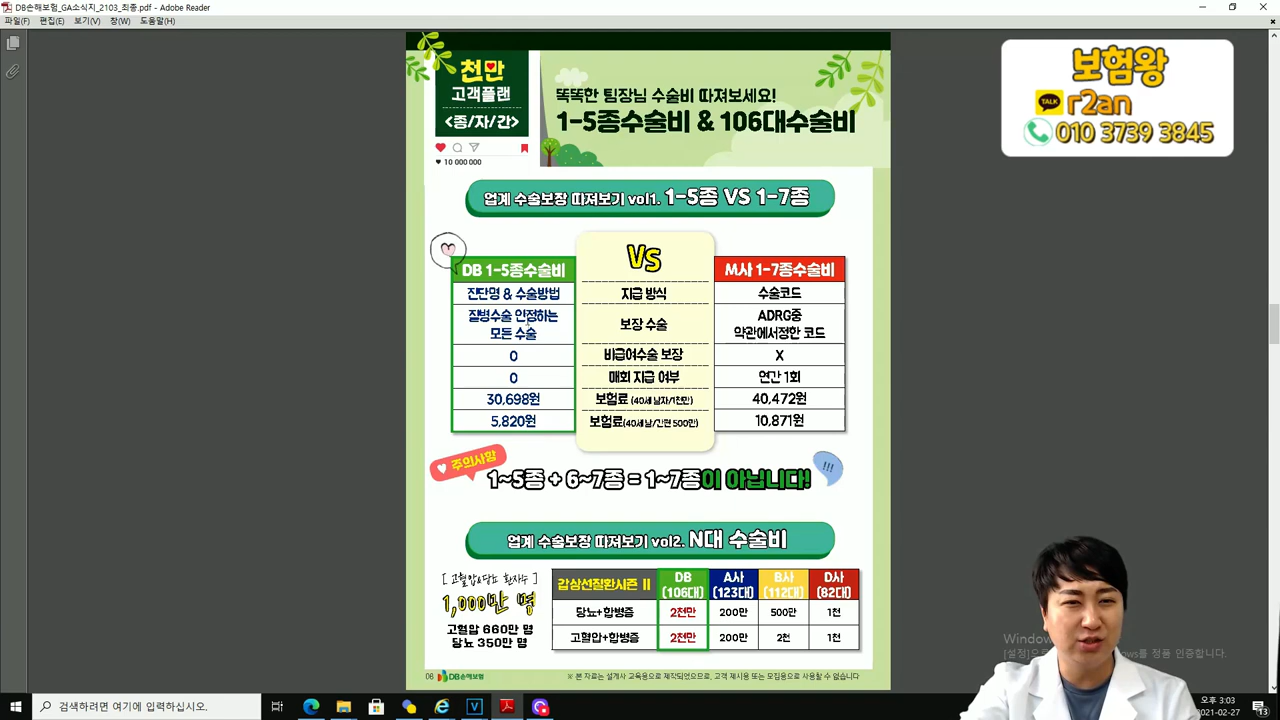 DB손해보험_GA소식지_2103_최종.pdf - Adobe Reader
파일(F) 편집(E) 보기(V) 창(W) 도움말(H)
천만
고객플랜
<종/자/간>
10 000 000
똑똑한 팀장님 수술비 따져보세요!
1-5종수술비 & 106대수술비
보험왕
TALK r2an
010 3739 3845
업계 수술보장 따져보기 vol1. 1-5종 VS 1-7종
DB 1-5종수술비 VS M사 1-7종수술비
진단명 & 수술방법 지급 방식 수술코드
질병수술 인정하는 모든 수술 보장 수술 ADRG중 약관에서정한 코드
O 비급여수술 보장 X
O 매회 지급 여부 연간 1회
30,698원 보험료 (40세 남자/1천만) 40,472원
5,820원 보험료(40세 남/간편 500만) 10,871원
주의사항
1~5종 + 6~7종 = 1~7종이 아닙니다!
!!!
업계 수술보장 따져보기 vol2. N대 수술비
[ 고혈압&당뇨 환자수 ]
1,000만 명
고혈압 660만 명
당뇨 350만 명
갑상선질환시즌 II DB (106대) A사 (123대) B사 (112대) D사 (82대)
당뇨+합병증 2천만 200만 500만 1천
고혈압+합병증 2천만 200만 2천 1천
06 DB손해보험
※ 본 자료는 설계사 교육용으로 제작되었으므로, 고객 제시용 또는 모집용으로 사용할 수 없습니다
Window
[설정]으로 ws를 정품 인증합니다.
검색하려면 여기에 입력하십시오.
오후 3:03
2021-02-27
13